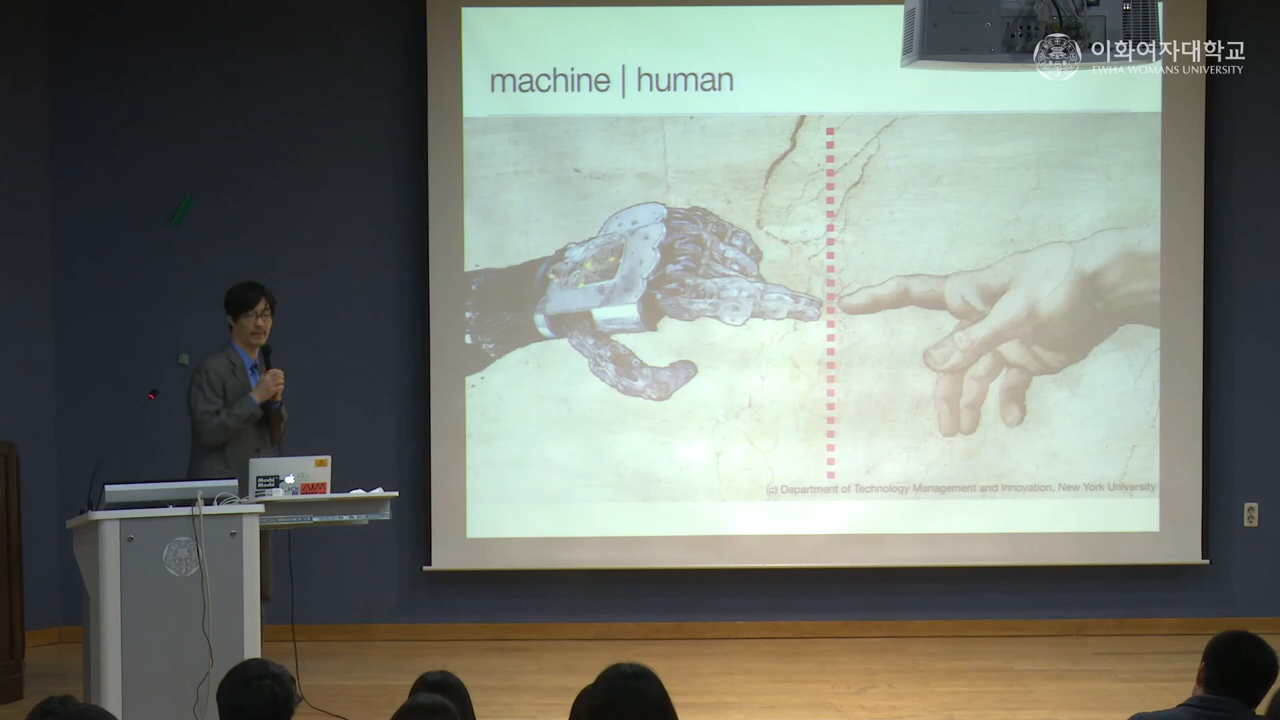 machine | human
이화여자대학교
EWHA WOMANS UNIVERSITY
(c) Department of Technology Management and Innovation, New York University